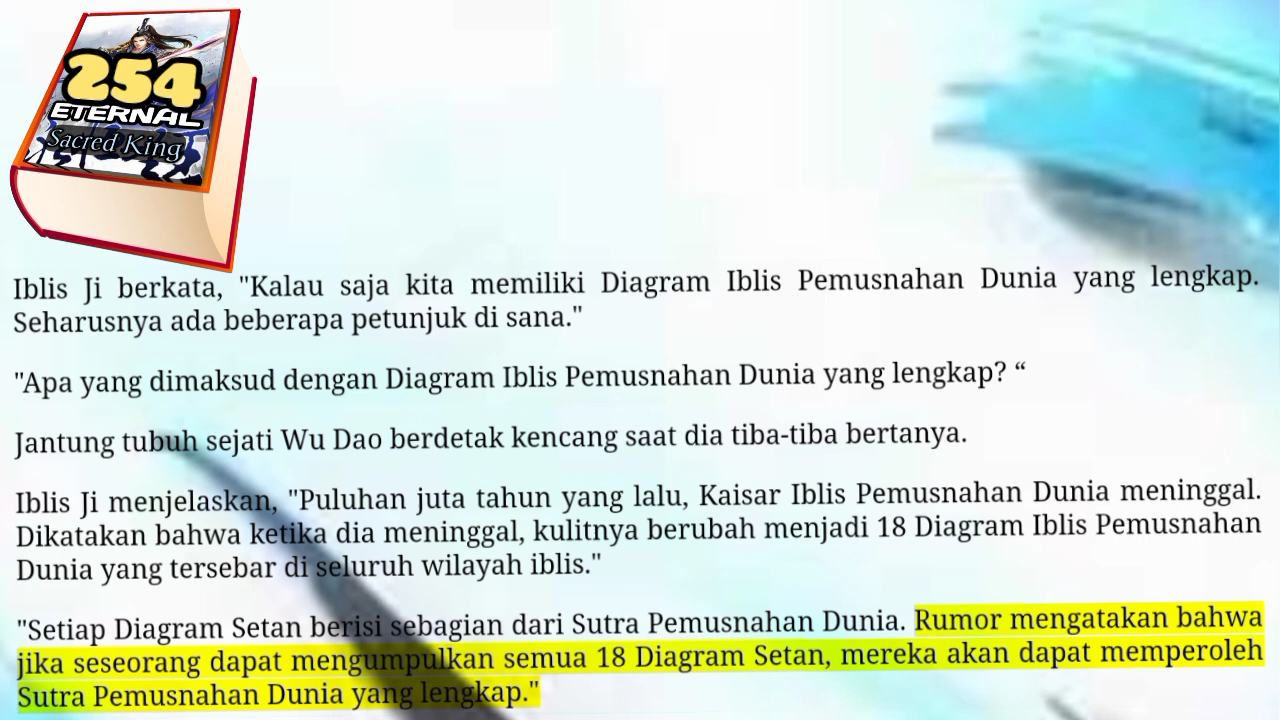 254
ETERNAL
Sacred King
Iblis Ji berkata, "Kalau saja kita memiliki Diagram Iblis Pemusnahan Dunia yang lengkap.
Seharusnya ada beberapa petunjuk di sana."
"Apa yang dimaksud dengan Diagram Iblis Pemusnahan Dunia yang lengkap? “
Jantung tubuh sejati Wu Dao berdetak kencang saat dia tiba-tiba bertanya.
Iblis Ji menjelaskan, "Puluhan juta tahun yang lalu, Kaisar Iblis Pemusnahan Dunia meninggal.
Dikatakan bahwa ketika dia meninggal, kulitnya berubah menjadi 18 Diagram Iblis Pemusnahan
Dunia yang tersebar di seluruh wilayah iblis."
"Setiap Diagram Setan berisi sebagian dari Sutra Pemusnahan Dunia. Rumor mengatakan bahwa
jika seseorang dapat mengumpulkan semua 18 Diagram Setan, mereka akan dapat memperoleh
Sutra Pemusnahan Dunia yang lengkap."